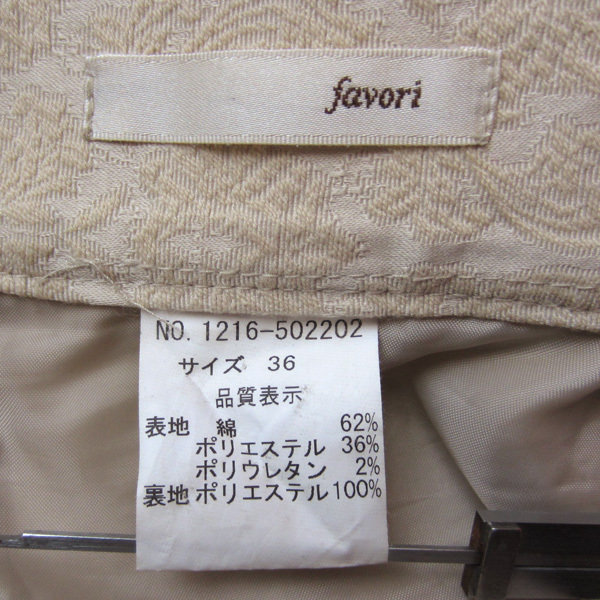 favori
NO. 1216-502202
サイズ 36
品質表示
表地 綿 62%
ポリエステル 36%
ポリウレタン 2%
裏地 ポリエステル 100%